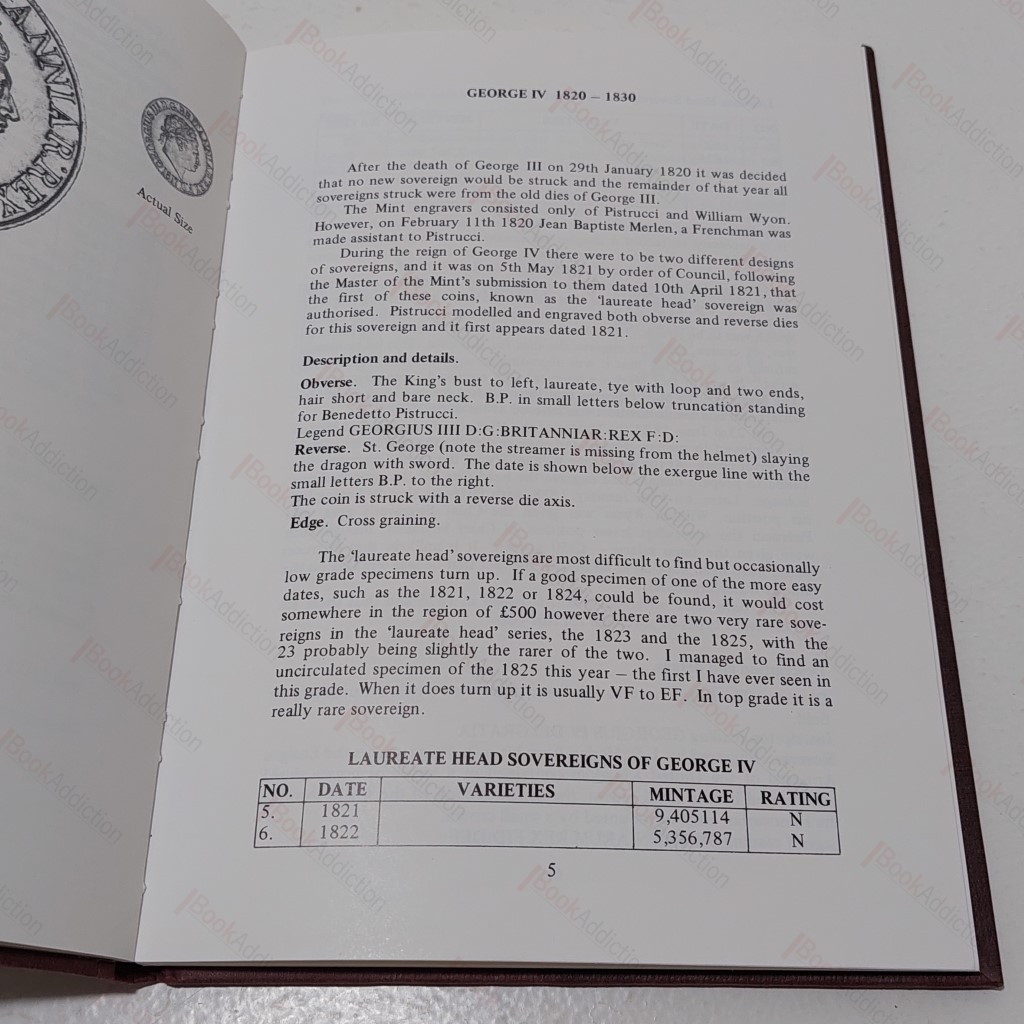 ANNIAR:REX
Actual Size
GEORGE IV 1820 – 1830
After the death of George III on 29th January 1820 it was decided
that no new sovereign would be struck and the remainder of that year all
sovereigns struck were from the old dies of George III.
The Mint engravers consisted only of Pistrucci and William Wyon.
However, on February 11th 1820 Jean Baptiste Merlen, a Frenchman was
made assistant to Pistrucci.
During the reign of George IV there were to be two different designs
of sovereigns, and it was on 5th May 1821 by order of Council, following
the Master of the Mint's submission to them dated 10th April 1821, that
the first of these coins, known as the 'laureate head' sovereign was
authorised. Pistrucci modelled and engraved both obverse and reverse dies
for this sovereign and it first appears dated 1821.
Description and details.
Obverse. The King's bust to left, laureate, tye with loop and two ends,
hair short and bare neck. B.P. in small letters below truncation standing
for Benedetto Pistrucci.
Legend GEORGIUS IIII D:G:BRITANNIAR:REX F:D:
Reverse. St. George (note the streamer is missing from the helmet) slaying
the dragon with sword. The date is shown below the exergue line with the
small letters B.P. to the right.
The coin is struck with a reverse die axis.
Edge. Cross graining.
The 'laureate head' sovereigns are most difficult to find but occasionally
low grade specimens turn up. If a good specimen of one of the more easy
dates, such as the 1821, 1822 or 1824, could be found, it would cost
somewhere in the region of £500 however there are two very rare sove-
reigns in the 'laureate head' series, the 1823 and the 1825, with the
23 probably being slightly the rarer of the two. I managed to find an
uncirculated specimen of the 1825 this year – the first I have ever seen in
this grade. When it does turn up it is usually VF to EF. In top grade it is a
really rare sovereign.
LAUREATE HEAD SOVEREIGNS OF GEORGE IV
NO. DATE VARIETIES MINTAGE RATING
5. 1821 9,405114 N
6. 1822 5,356,787 N
5
BookAddiction